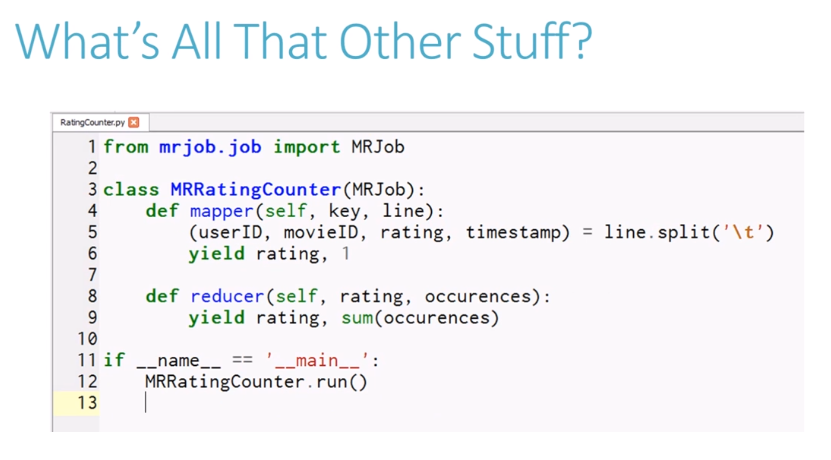 What's All That Other Stuff?
RatingCounter.py
1 from mrjob.job import MRJob
2
3 class MRRatingCounter(MRJob):
4     def mapper(self, key, line):
5         (userID, movieID, rating, timestamp) = line.split('\t')
6         yield rating, 1
7
8     def reducer(self, rating, occurences):
9         yield rating, sum(occurences)
10
11 if __name__ == '__main__':
12     MRRatingCounter.run()
13